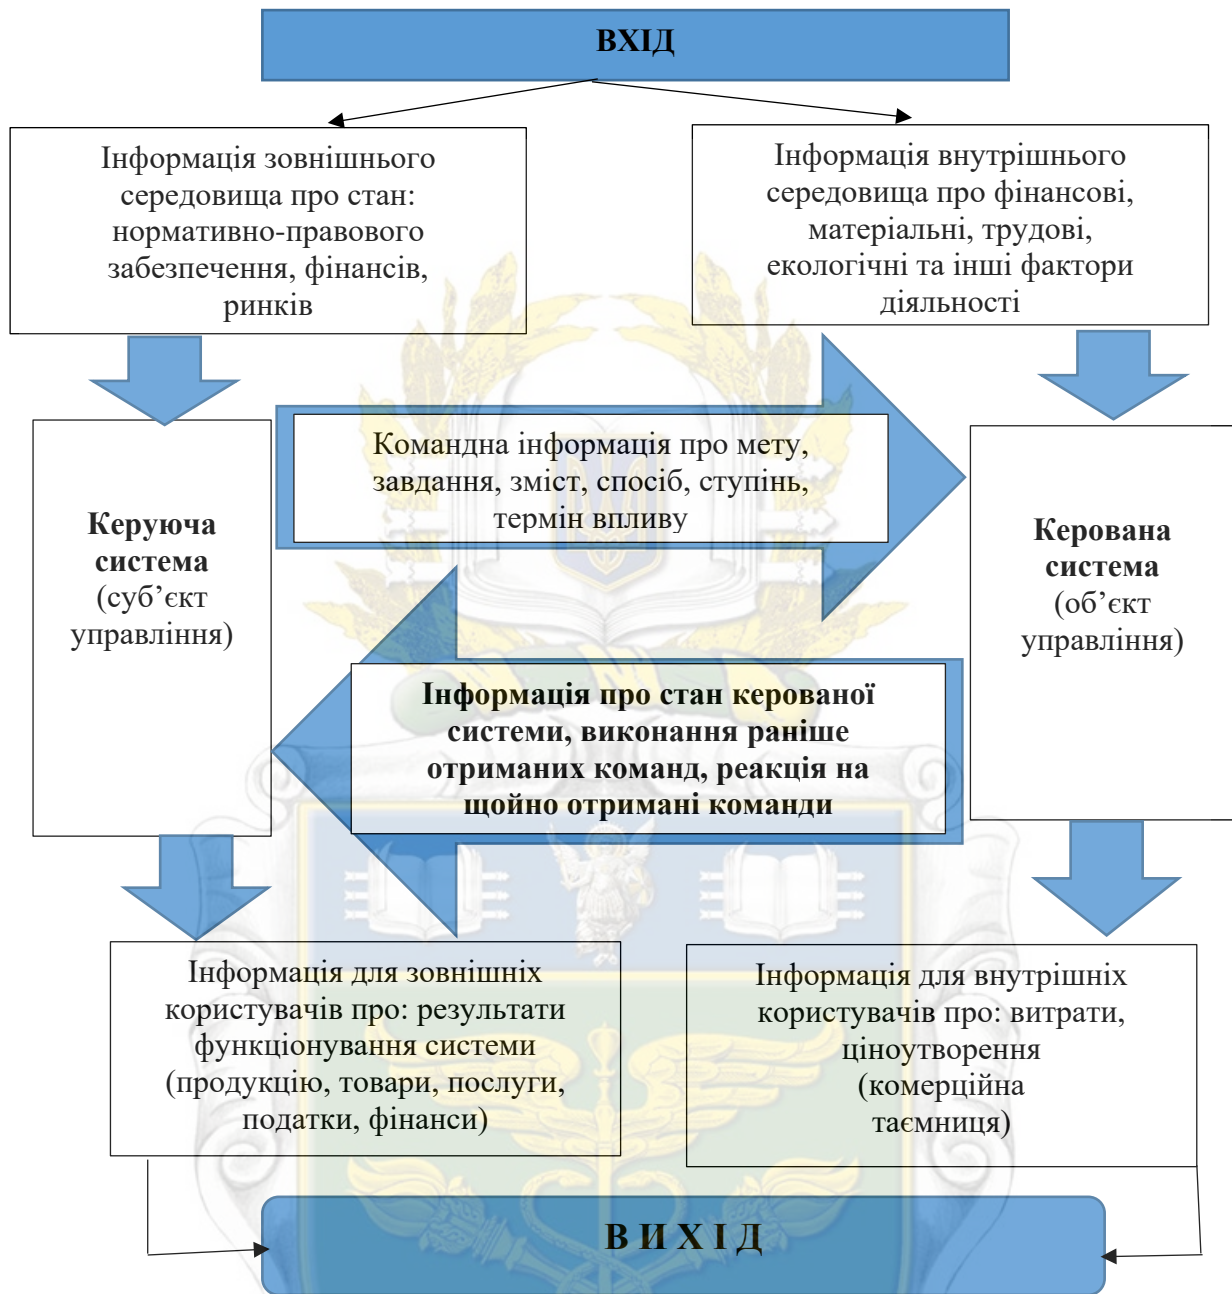 ВХІД
Інформація зовнішнього
середовища про стан:
нормативно-правового
забезпечення, фінансів,
ринків
Інформація внутрішнього
середовища про фінансові,
матеріальні, трудові,
екологічні та інші фактори
діяльності
Керуюча
система
(суб’єкт
управління)
Командна інформація про мету,
завдання, зміст, спосіб, ступінь,
термін впливу
Керована
система
(об’єкт
управління)
Інформація про стан керованої
системи, виконання раніше
отриманих команд, реакція на
щойно отримані команди
Інформація для зовнішніх
користувачів про: результати
функціонування системи
(продукцію, товари, послуги,
податки, фінанси)
Інформація для внутрішніх
користувачів про: витрати,
ціноутворення
(комерційна
таємниця)
В И Х І Д